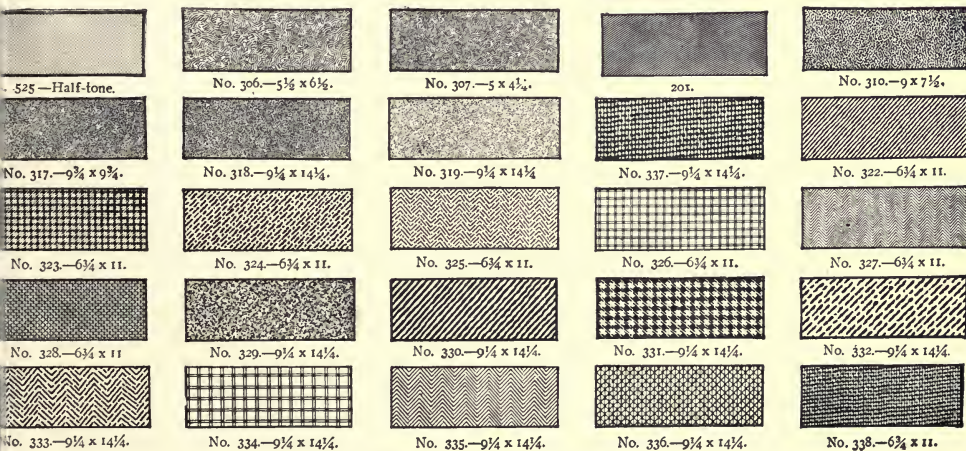 . 525—Half-tone. No. 306.—5½ x 6½. No. 307.—5 x 4¼. 201. No. 310.—9 x 7½.
No. 317.—9¾ x 9¾. No. 318.—9¼ x 14¼. No. 319.—9¼ x 14¼ No. 337.—9¼ x 14¼. No. 322.—6¾ x 11.
No. 323.—6¾ x 11. No. 324.—6¾ x 11. No. 325.—6¾ x 11. No. 326.—6¾ x 11. No. 327.—6¾ x 11.
No. 328.—6¾ x 11 No. 329.—9¼ x 14¼. No. 330.—9¼ x 14¼. No. 331.—9¼ x 14¼. No. 332.—9¼ x 14¼.
No. 333.—9¼ x 14¼. No. 334.—9¼ x 14¼. No. 335.—9¼ x 14¼. No. 336.—9¼ x 14¼. No. 338.—6¾ x 11.